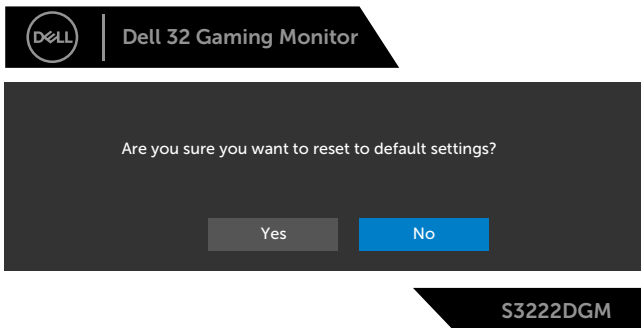 DELL
Dell 32 Gaming Monitor
Are you sure you want to reset to default settings?
Yes No
S3222DGM